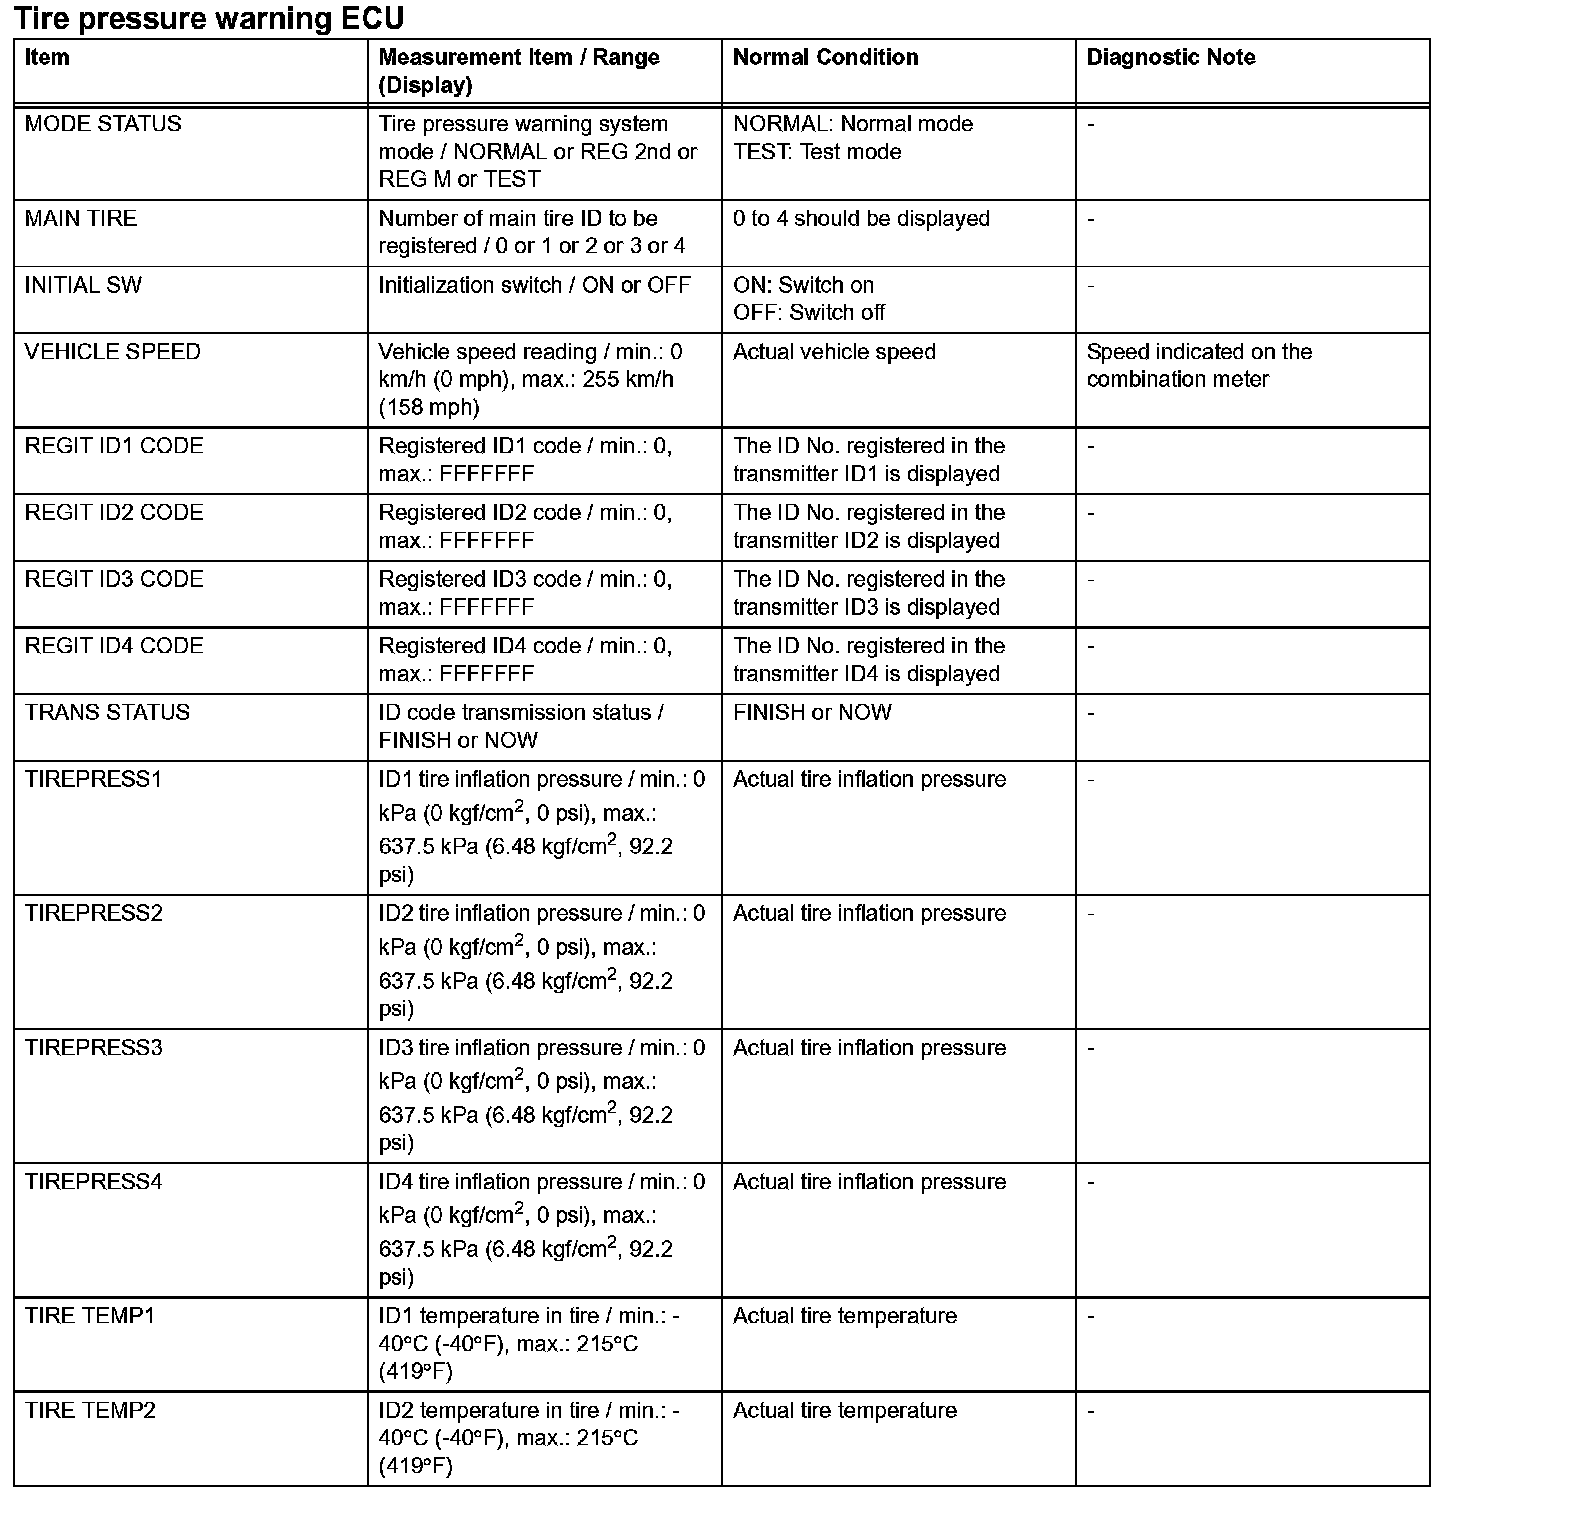 Tire pressure warning ECU
Item
Measurement Item / Range
(Display)
Normal Condition
Diagnostic Note
MODE STATUS
Tire pressure warning system
mode / NORMAL or REG 2nd or
REG M or TEST
NORMAL: Normal mode
TEST: Test mode
-
MAIN TIRE
Number of main tire ID to be
registered / 0 or 1 or 2 or 3 or 4
0 to 4 should be displayed
-
INITIAL SW
Initialization switch / ON or OFF
ON: Switch on
OFF: Switch off
-
VEHICLE SPEED
Vehicle speed reading / min.: 0
km/h (0 mph), max.: 255 km/h
(158 mph)
Actual vehicle speed
Speed indicated on the
combination meter
REGIT ID1 CODE
Registered ID1 code / min.: 0,
max.: FFFFFFF
The ID No. registered in the
transmitter ID1 is displayed
-
REGIT ID2 CODE
Registered ID2 code / min.: 0,
max.: FFFFFFF
The ID No. registered in the
transmitter ID2 is displayed
-
REGIT ID3 CODE
Registered ID3 code / min.: 0,
max.: FFFFFFF
The ID No. registered in the
transmitter ID3 is displayed
-
REGIT ID4 CODE
Registered ID4 code / min.: 0,
max.: FFFFFFF
The ID No. registered in the
transmitter ID4 is displayed
-
TRANS STATUS
ID code transmission status /
FINISH or NOW
FINISH or NOW
-
TIREPRESS1
ID1 tire inflation pressure / min.: 0
kPa (0 kgf/cm², 0 psi), max.:
637.5 kPa (6.48 kgf/cm², 92.2
psi)
Actual tire inflation pressure
-
TIREPRESS2
ID2 tire inflation pressure / min.: 0
kPa (0 kgf/cm², 0 psi), max.:
637.5 kPa (6.48 kgf/cm², 92.2
psi)
Actual tire inflation pressure
-
TIREPRESS3
ID3 tire inflation pressure / min.: 0
kPa (0 kgf/cm², 0 psi), max.:
637.5 kPa (6.48 kgf/cm², 92.2
psi)
Actual tire inflation pressure
-
TIREPRESS4
ID4 tire inflation pressure / min.: 0
kPa (0 kgf/cm², 0 psi), max.:
637.5 kPa (6.48 kgf/cm², 92.2
psi)
Actual tire inflation pressure
-
TIRE TEMP1
ID1 temperature in tire / min.: -
40°C (-40°F), max.: 215°C
(419°F)
Actual tire temperature
-
TIRE TEMP2
ID2 temperature in tire / min.: -
40°C (-40°F), max.: 215°C
(419°F)
Actual tire temperature
-